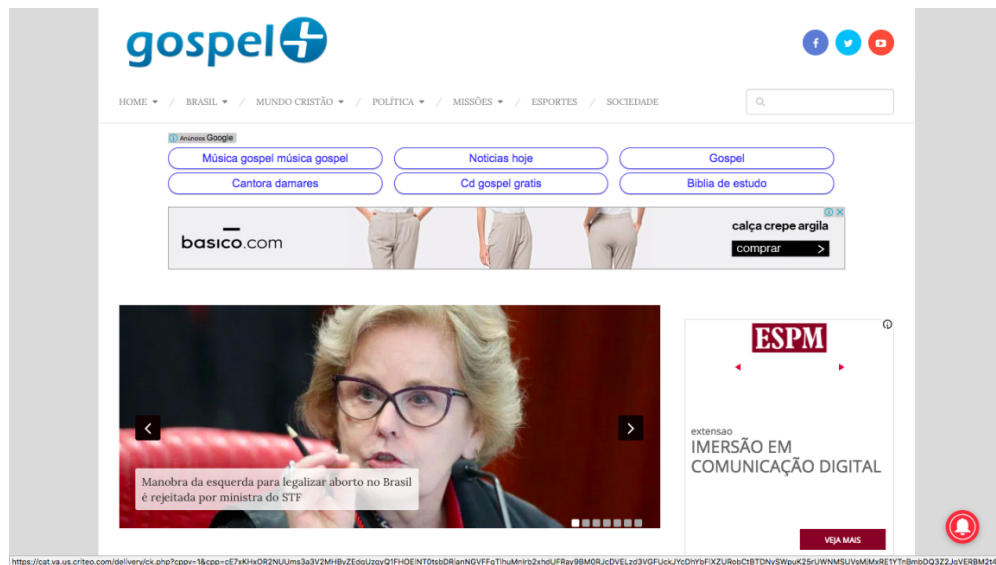 gospel+
HOME / BRASIL / MUNDO CRISTÃO / POLÍTICA / MISSÕES / ESPORTES / SOCIEDADE
Anúncios Google
Música gospel música gospel
Noticias hoje
Gospel
Cantora damares
Cd gospel gratis
Biblia de estudo
basico.com
calça crepe argila
comprar >
Manobra da esquerda para legalizar aborto no Brasil
é rejeitada por ministra do STF
ESPM
extensao
IMERSÃO EM
COMUNICAÇÃO DIGITAL
VEJA MAIS